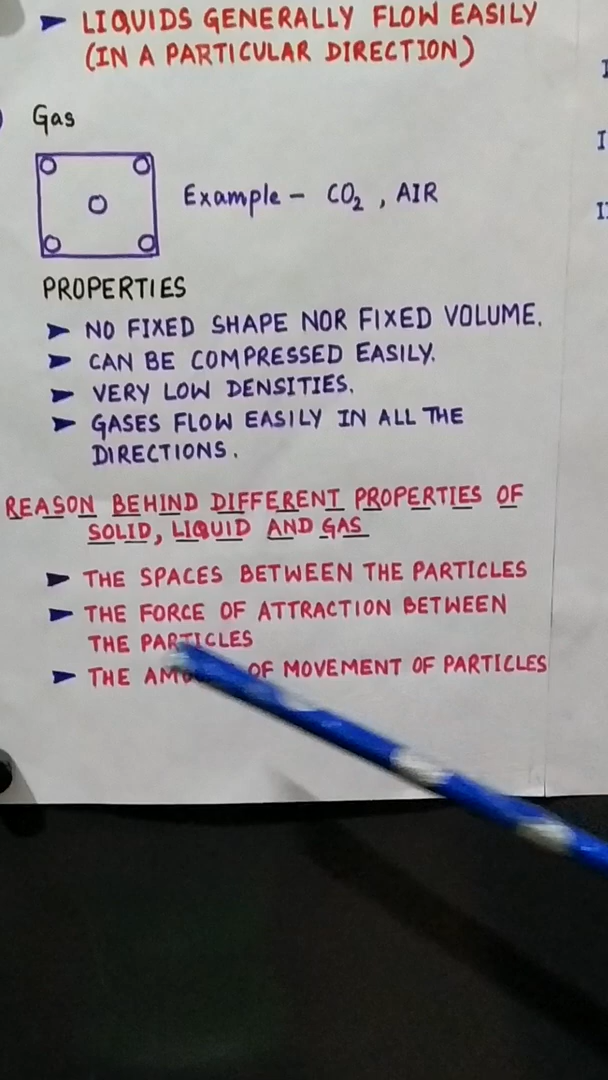 ➤ LIQUIDS GENERALLY FLOW EASILY
(IN A PARTICULAR DIRECTION)
Gas
Example - CO₂ , AIR
PROPERTIES
➤ NO FIXED SHAPE NOR FIXED VOLUME.
➤ CAN BE COMPRESSED EASILY.
➤ VERY LOW DENSITIES.
➤ GASES FLOW EASILY IN ALL THE
DIRECTIONS.
REASON BEHIND DIFFERENT PROPERTIES OF
SOLID, LIQUID AND GAS
➤ THE SPACES BETWEEN THE PARTICLES
➤ THE FORCE OF ATTRACTION BETWEEN
THE PARTICLES
➤ THE OF MOVEMENT OF PARTICLES